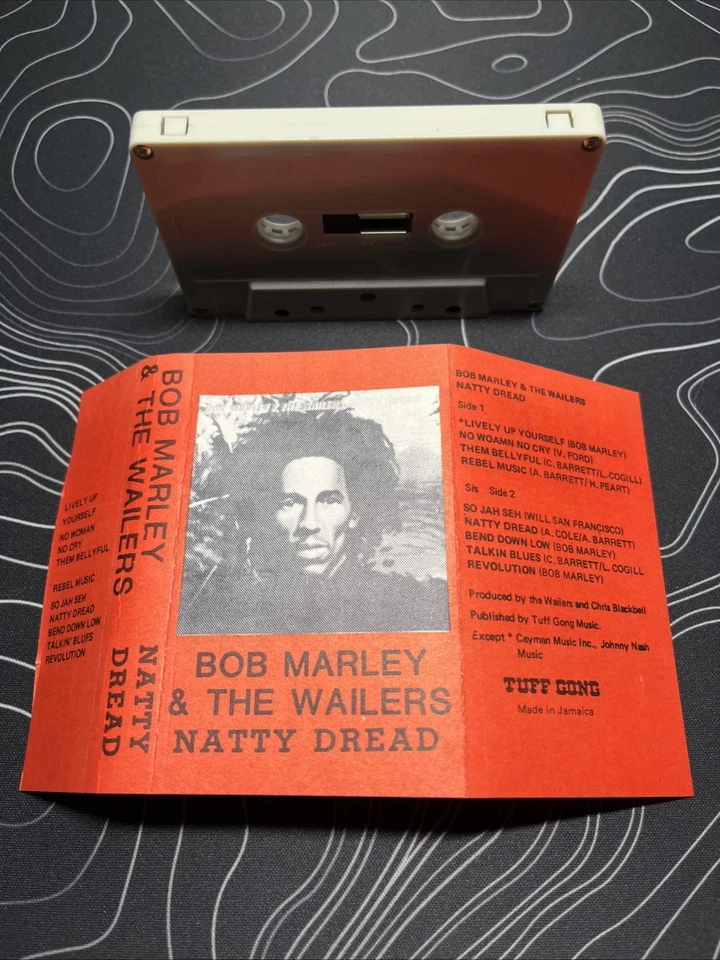 LIVELY UP
YOURSELF
NO WOMAN
NO CRY
THEM BELLYFUL
REBEL MUSIC
SO JAH SEH
NATTY DREAD
BEND DOWN LOW
TALKIN' BLUES
REVOLUTION
BOB MARLEY
& THE WAILERS
NATTY
DREAD
BOB MARLEY
& THE WAILERS
NATTY DREAD
BOB MARLEY & THE WAILERS
NATTY DREAD
Side 1
*LIVELY UP YOURSELF (BOB MARLEY)
NO WOAMN NO CRY (V. FORD)
THEM BELLYFUL (C. BARRETT/L. COGILL)
REBEL MUSIC (A. BARRETT/ H. PEART)
Sis Side 2
SO JAH SEH (WILL SAN FRANCISCO)
NATTY DREAD (A. COLE/A. BARRETT)
BEND DOWN LOW (BOB MARLEY)
TALKIN BLUES (C. BARRETT/L. COGILL
REVOLUTION (BOB MARLEY)
Produced by the Wailers and Chris Blackbell
Published by Tuff Gong Music.
Except * Cayman Music Inc., Johnny Nash
Music
TUFF GONG
Made in Jamaica